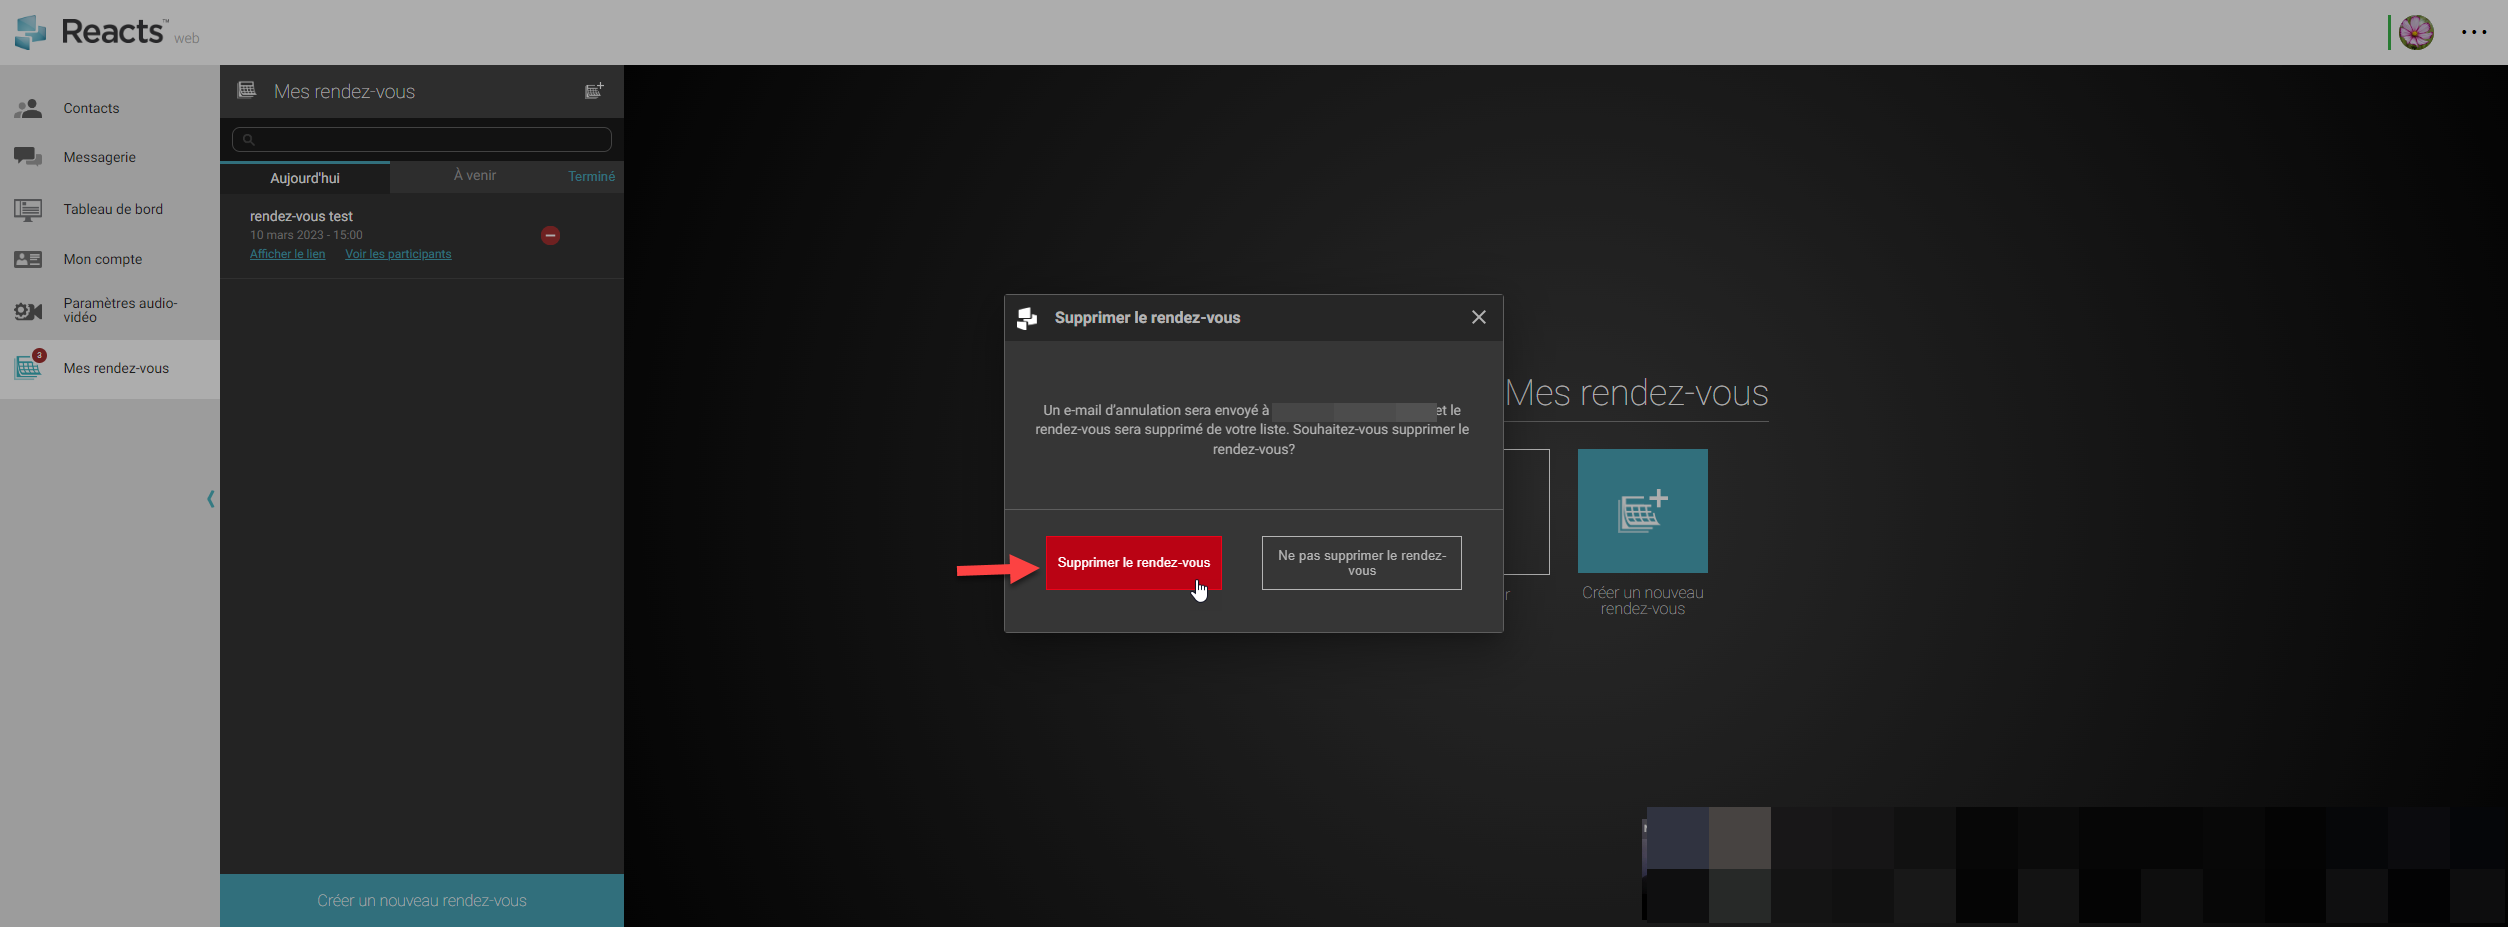 Reacts™ web
Contacts
Messagerie
Tableau de bord
Mon compte
Paramètres audio-
vidéo
3
Mes rendez-vous
Mes rendez-vous
Aujourd'hui
À venir
Terminé
rendez-vous test
10 mars 2023 - 15:00
Afficher le lien
Voir les participants
Créer un nouveau rendez-vous
Supprimer le rendez-vous
Un e-mail d'annulation sera envoyé à et le
rendez-vous sera supprimé de votre liste. Souhaitez-vous supprimer le
rendez-vous?
Supprimer le rendez-vous
Ne pas supprimer le rendez-
vous
Mes rendez-vous
r
Créer un nouveau
rendez-vous